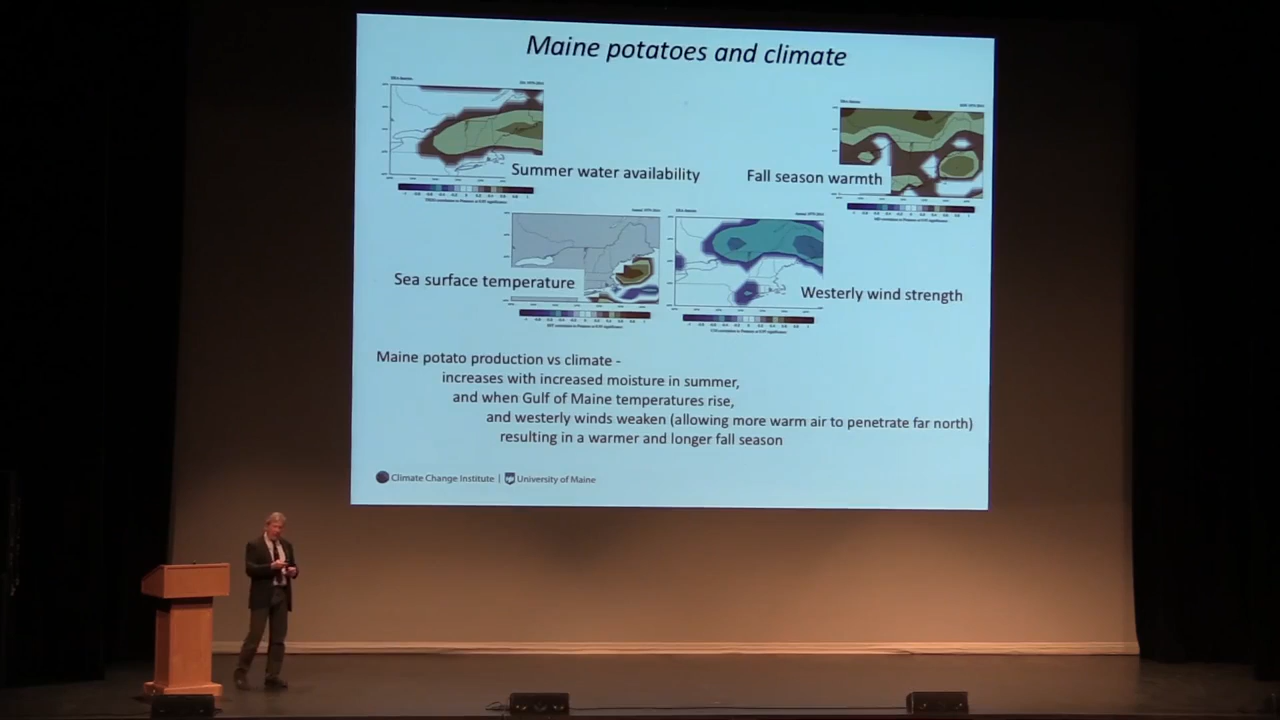 Maine potatoes and climate
Summer water availability
Fall season warmth
Sea surface temperature
Westerly wind strength
Maine potato production vs climate -
increases with increased moisture in summer,
and when Gulf of Maine temperatures rise,
and westerly winds weaken (allowing more warm air to penetrate far north)
resulting in a warmer and longer fall season
Climate Change Institute | University of Maine